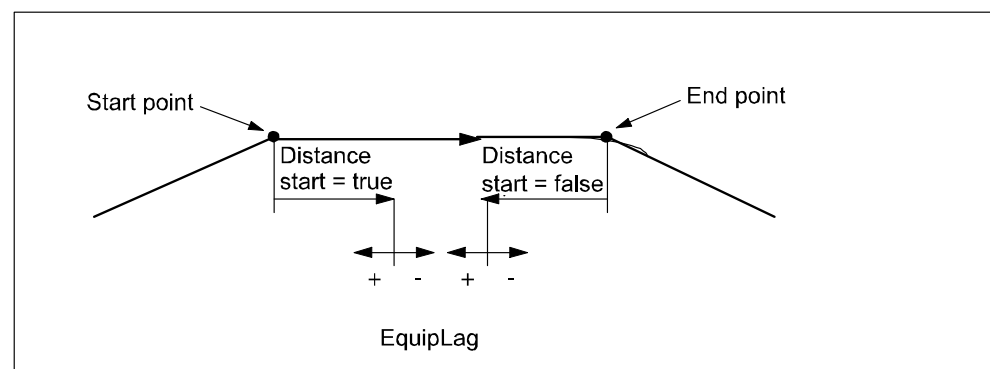 Start point
End point
Distance
start = true
Distance
start = false
+ - + -
EquipLag